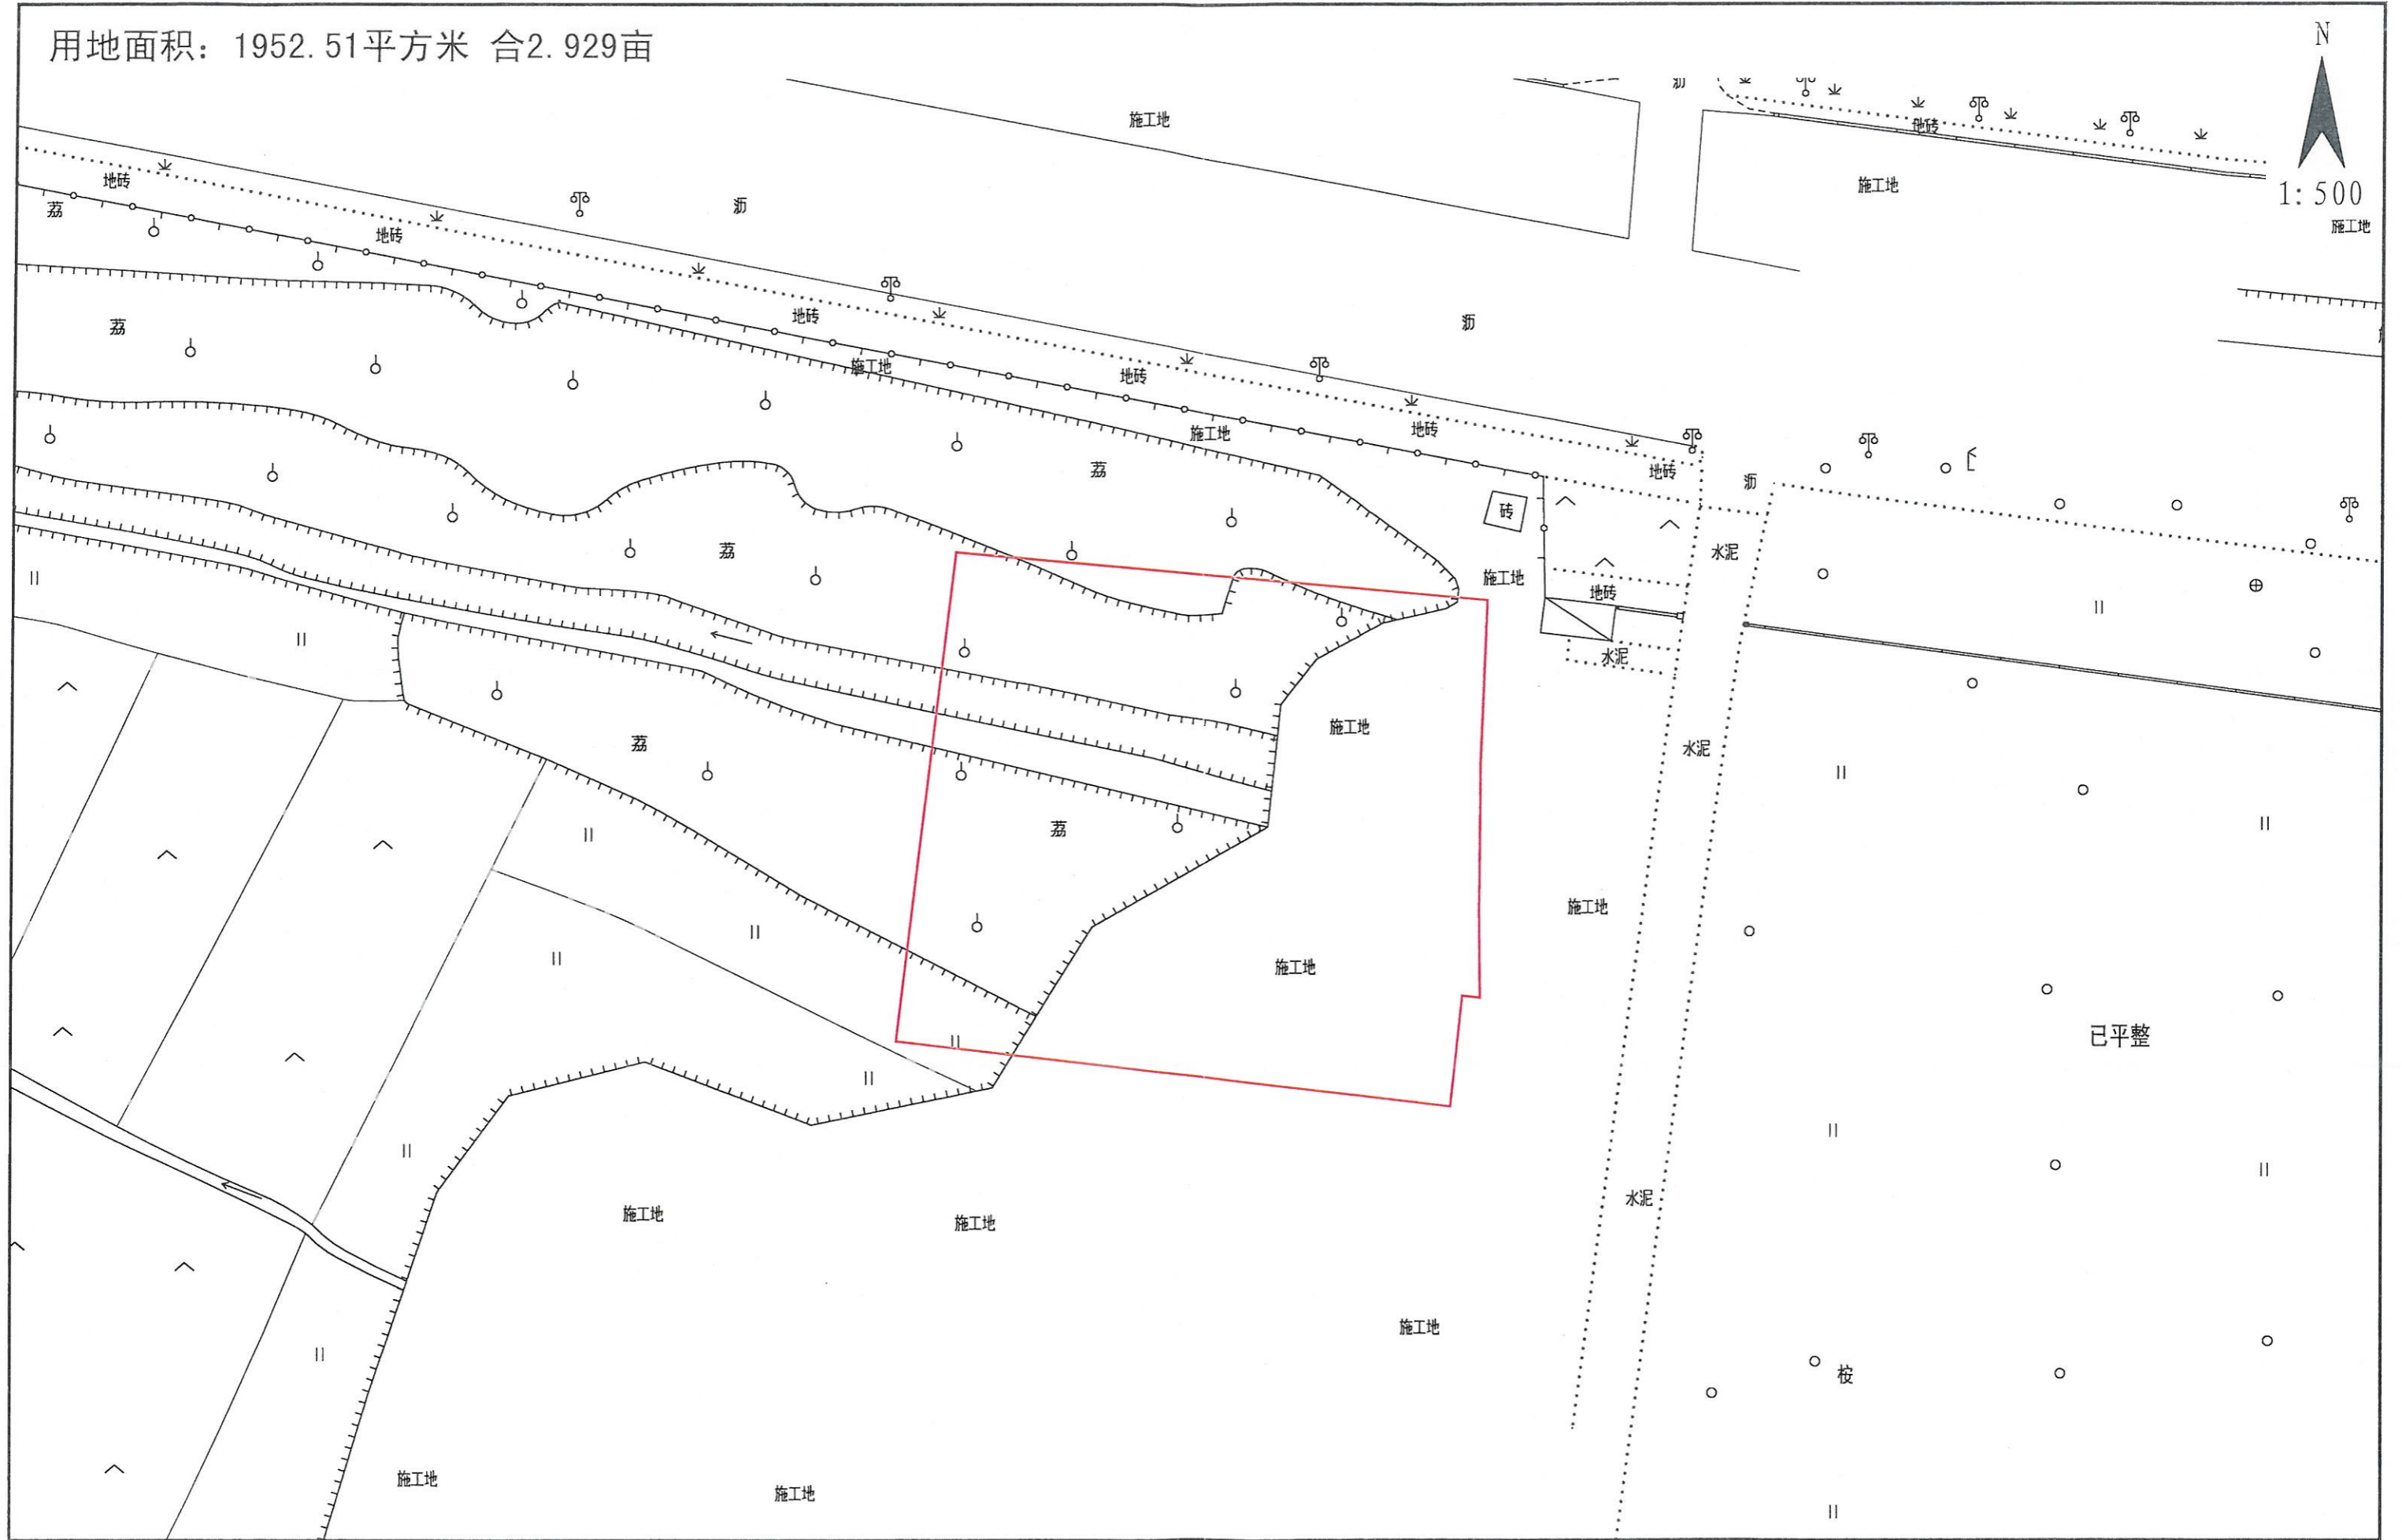 用地面积：1952.51平方米 合2.929亩
N
1:500
沥
施工地
地砖
地砖
施工地
荔
沥
施工地
地砖
荔
地砖
沥
施工地
地砖
施工地
地砖
荔
地砖
沥
砖
荔
水泥
施工地
地砖
水泥
荔
施工地
水泥
荔
施工地
施工地
已平整
水泥
施工地
施工地
施工地
桉
施工地
施工地